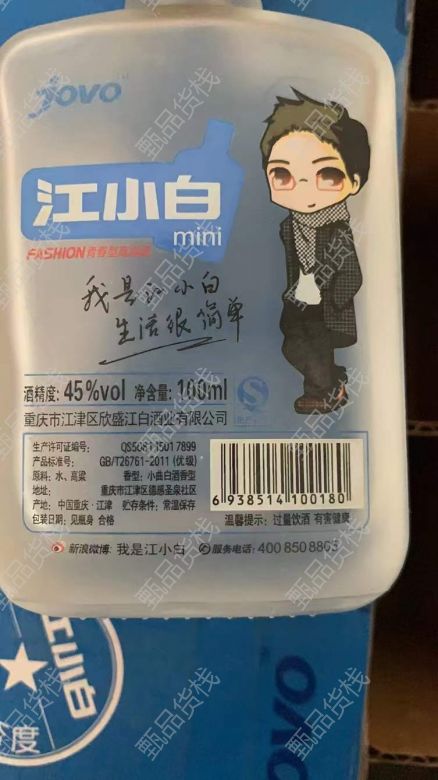 JOVO
江小白
mini
FASHION青春型高粱酒
我是江小白
生活很简单
酒精度: 45%vol 净含量: 100ml
重庆市江津区欣盛江白酒业有限公司
生产许可证编号: QS5001 1501 7899
产品标准号: GB/T26761-2011 (优级)
原料: 水、高粱 香型: 小曲白酒香型
地址: 重庆市江津区德感圣泉社区
产地: 中国重庆·江津 贮存条件: 常温保存
包装日期: 见瓶身 合格
6 938514 100180
温馨提示: 过量饮酒 有害健康
新浪微博: 我是江小白 服务电话: 400 850 8865
江小白
JOVO
甄品货栈